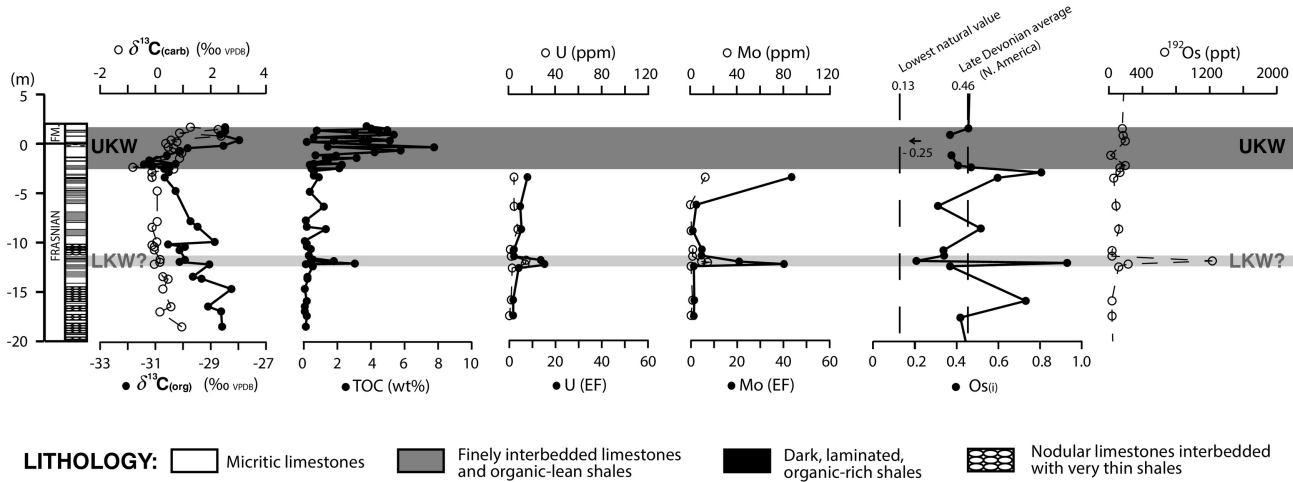 ○ δ¹³C(carb) (‰ VPDB)
-2 0 2 4
○ U (ppm)
0 40 80 120
○ Mo (ppm)
0 40 80 120
Lowest natural value
0.13
Late Devonian average
(N. America)
0.46
○ ¹⁹²Os (ppt)
0 400 1200 2000
(m)
5
0
-5
-10
-15
-20
FM.
FRASNIAN
UKW
- 0.25
UKW
LKW?
LKW?
-33 -31 -29 -27
● δ¹³C(org) (‰ VPDB)
0 2 4 6 8 10
● TOC (wt%)
0 20 40 60
● U (EF)
0 20 40 60
● Mo (EF)
0 0.2 0.4 0.6 0.8 1.0
● Os(i)
LITHOLOGY:
Micritic limestones
Finely interbedded limestones
and organic-lean shales
Dark, laminated,
organic-rich shales
Nodular limestones interbedded
with very thin shales